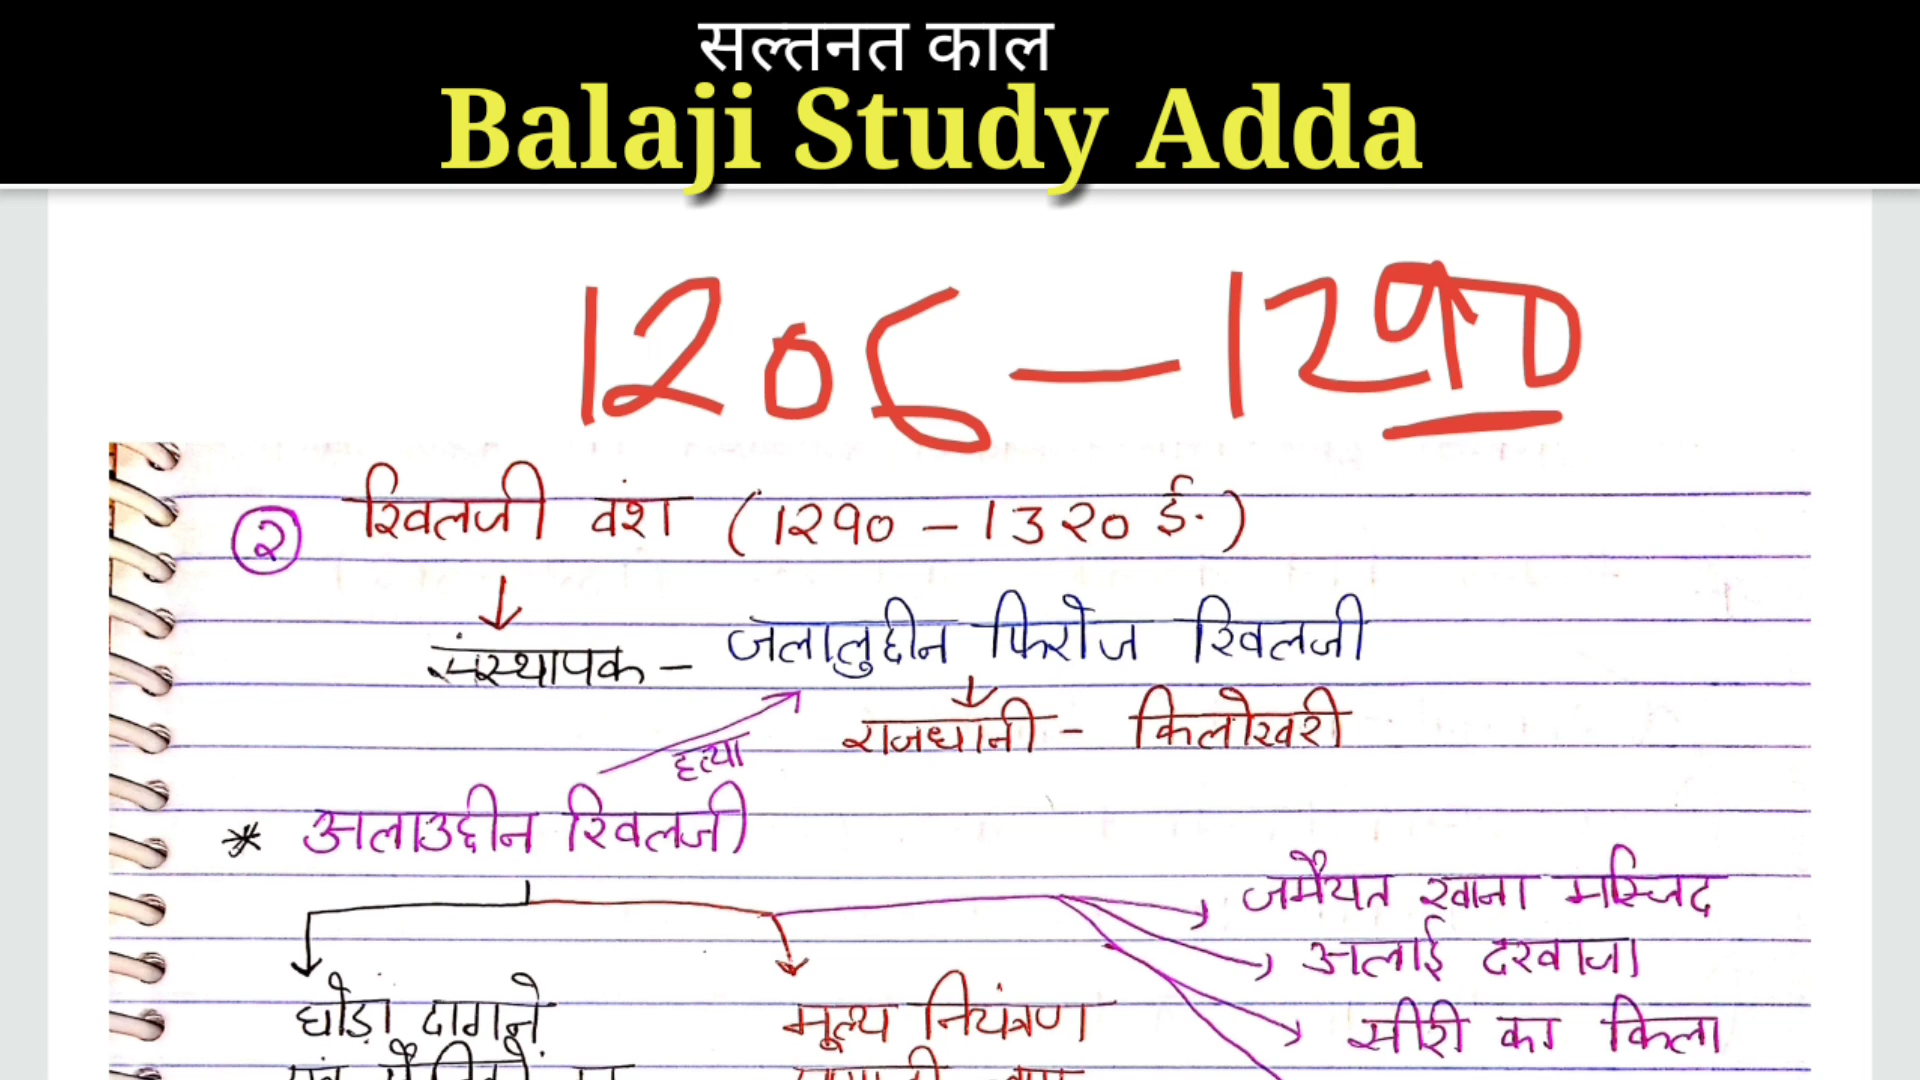 सल्तनत काल
Balaji Study Adda
1206 - 1290
२ खिलजी वंश (1290 - 1320 ई.)
संस्थापक - जलालुद्दीन फिरोज खिलजी
हत्या
राजधानी - किलोखरी
* अलाउद्दीन खिलजी
जमैयत खाना मस्जिद
अलाई दरवाजा
घोड़ा दागने
मूल्य नियंत्रण
सीरी का किला